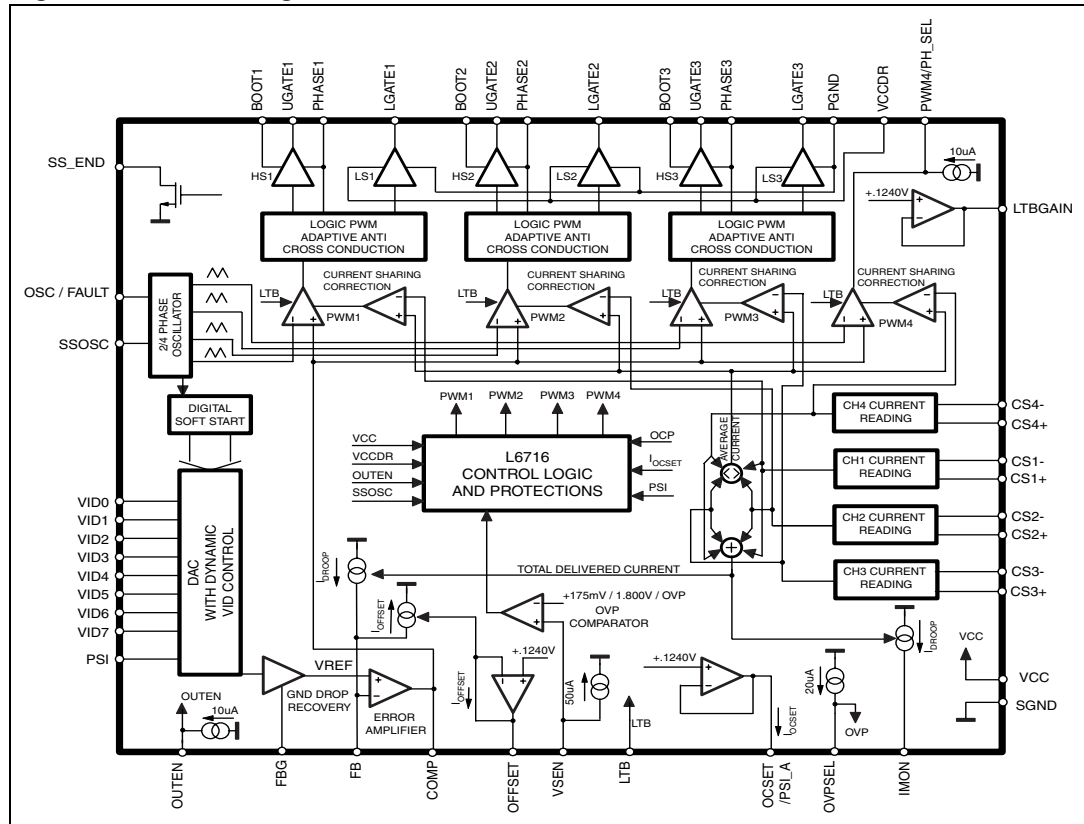 BOOT1
UGATE1
PHASE1
LGATE1
BOOT2
UGATE2
PHASE2
LGATE2
BOOT3
UGATE3
PHASE3
LGATE3
PGND
VCCDR
PWM4/PH_SEL
SS_END
HS1
LS1
HS2
LS2
HS3
LS3
10uA
+.1240V
LTBGAIN
LOGIC PWM
ADAPTIVE ANTI
CROSS CONDUCTION
LOGIC PWM
ADAPTIVE ANTI
CROSS CONDUCTION
LOGIC PWM
ADAPTIVE ANTI
CROSS CONDUCTION
OSC / FAULT
SSOSC
2/4 PHASE
OSCILLATOR
LTB
PWM1
CURRENT SHARING
CORRECTION
LTB
PWM2
CURRENT SHARING
CORRECTION
LTB
PWM3
CURRENT SHARING
CORRECTION
LTB
PWM4
CURRENT SHARING
CORRECTION
DIGITAL
SOFT START
PWM1
PWM2
PWM3
PWM4
VCC
VCCDR
OUTEN
SSOSC
L6716
CONTROL LOGIC
AND PROTECTIONS
OCP
IOCSET
PSI
AVERAGE
CURRENT
CH4 CURRENT
READING
CS4-
CS4+
CH1 CURRENT
READING
CS1-
CS1+
CH2 CURRENT
READING
CS2-
CS2+
CH3 CURRENT
READING
CS3-
CS3+
VID0
VID1
VID2
VID3
VID4
VID5
VID6
VID7
PSI
DAC
WITH DYNAMIC
VID CONTROL
IDROOP
TOTAL DELIVERED CURRENT
IOFFSET
+175mV / 1.800V / OVP
OVP
COMPARATOR
IDROOP
VCC
VCC
SGND
VREF
GND DROP
RECOVERY
ERROR
AMPLIFIER
IOFFSET
+.1240V
50uA
LTB
+.1240V
IOCSET
20uA
OVP
OUTEN
10uA
OUTEN
FBG
FB
COMP
OFFSET
VSEN
LTB
OCSET
/PSI_A
OVPSEL
IMON